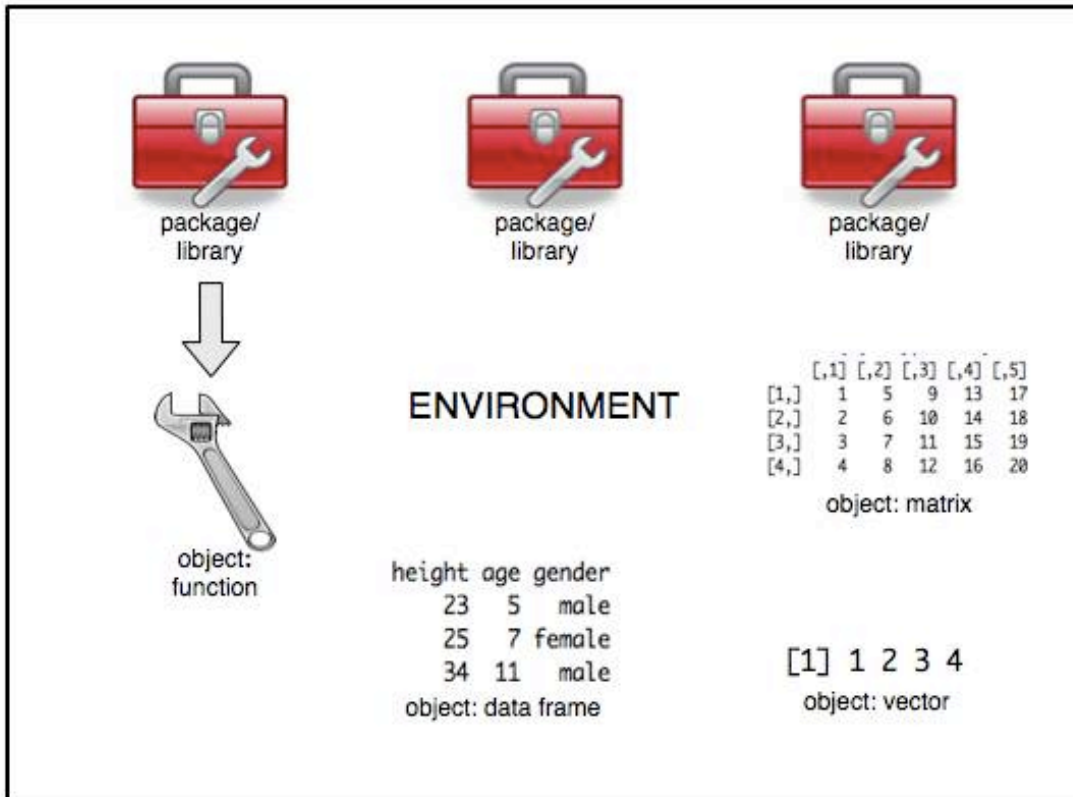 package/
library
package/
library
package/
library
ENVIRONMENT
[,1] [,2] [,3] [,4] [,5]
[1,] 1 5 9 13 17
[2,] 2 6 10 14 18
[3,] 3 7 11 15 19
[4,] 4 8 12 16 20
object: matrix
object:
function
height age gender
23 5 male
25 7 female
34 11 male
object: data frame
[1] 1 2 3 4
object: vector